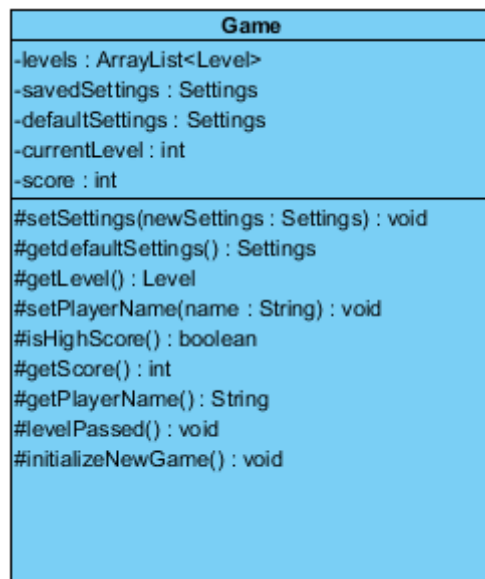 Game
-levels : ArrayList<Level>
-savedSettings : Settings
-defaultSettings : Settings
-currentLevel : int
-score : int
#setSettings(newSettings : Settings) : void
#getdefaultSettings() : Settings
#getLevel() : Level
#setPlayerName(name : String) : void
#isHighScore() : boolean
#getScore() : int
#getPlayerName() : String
#levelPassed() : void
#initializeNewGame() : void